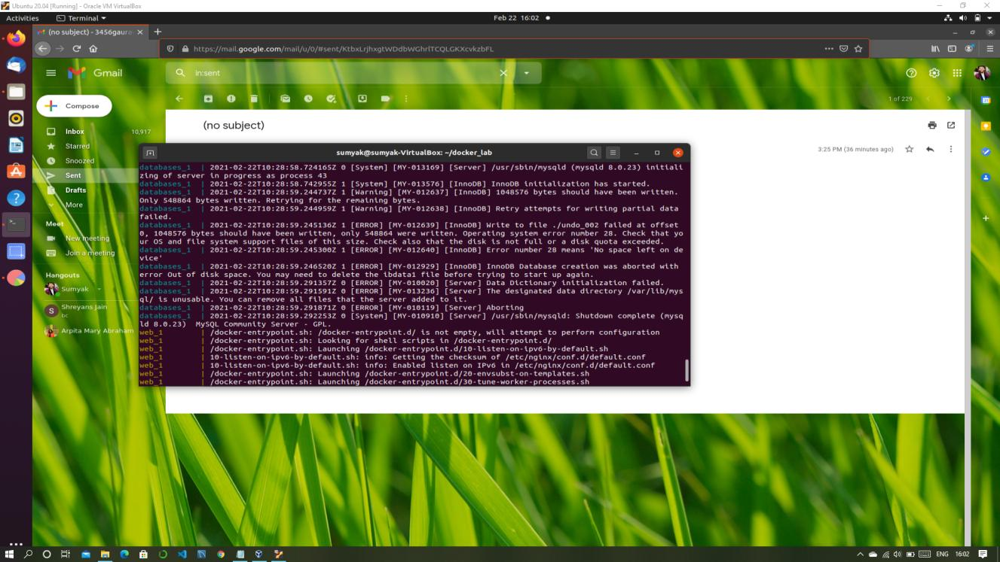 Ubuntu 20.04 [Running] - Oracle VM VirtualBox
Activities
Terminal
Feb 22 16:02
(no subject) - 3456gaura
https://mail.google.com/mail/u/0/#sent/KtbxLrjhxgtWDdbWGhrlTCQLGKXcvkzbFL
Gmail
in:sent
Compose
1 of 229
Inbox 10,917
Starred
Snoozed
Sent
Drafts
More
Meet
New meeting
Join a meeting
Hangouts
Sumyak
S
Shreyans Jain
bc
Arpita Mary Abraham
(no subject)
3:25 PM (36 minutes ago)
sumyak@sumyak-VirtualBox: ~/docker_lab
databases_1 | 2021-02-22T10:28:58.724165Z 0 [System] [MY-013169] [Server] /usr/sbin/mysqld (mysqld 8.0.23) initiali
zing of server in progress as process 43
databases_1 | 2021-02-22T10:28:58.742955Z 1 [System] [MY-013576] [InnoDB] InnoDB initialization has started.
databases_1 | 2021-02-22T10:28:59.244737Z 1 [Warning] [MY-012637] [InnoDB] 1048576 bytes should have been written.
Only 548864 bytes written. Retrying for the remaining bytes.
databases_1 | 2021-02-22T10:28:59.244959Z 1 [Warning] [MY-012638] [InnoDB] Retry attempts for writing partial data
failed.
databases_1 | 2021-02-22T10:28:59.245136Z 1 [ERROR] [MY-012639] [InnoDB] Write to file ./undo_002 failed at offset
0, 1048576 bytes should have been written, only 548864 were written. Operating system error number 28. Check that yo
ur OS and file system support files of this size. Check also that the disk is not full or a disk quota exceeded.
databases_1 | 2021-02-22T10:28:59.245300Z 1 [ERROR] [MY-012640] [InnoDB] Error number 28 means 'No space left on de
vice'
databases_1 | 2021-02-22T10:28:59.246520Z 1 [ERROR] [MY-012929] [InnoDB] InnoDB Database creation was aborted with
error Out of disk space. You may need to delete the ibdata1 file before trying to start up again.
databases_1 | 2021-02-22T10:28:59.291357Z 0 [ERROR] [MY-010020] [Server] Data Dictionary initialization failed.
databases_1 | 2021-02-22T10:28:59.291591Z 0 [ERROR] [MY-013236] [Server] The designated data directory /var/lib/mys
ql/ is unusable. You can remove all files that the server added to it.
databases_1 | 2021-02-22T10:28:59.291871Z 0 [ERROR] [MY-010119] [Server] Aborting
databases_1 | 2021-02-22T10:28:59.292253Z 0 [System] [MY-010910] [Server] /usr/sbin/mysqld: Shutdown complete (mysq
ld 8.0.23) MySQL Community Server - GPL.
web_1 | /docker-entrypoint.sh: /docker-entrypoint.d/ is not empty, will attempt to perform configuration
web_1 | /docker-entrypoint.sh: Looking for shell scripts in /docker-entrypoint.d/
web_1 | /docker-entrypoint.sh: Launching /docker-entrypoint.d/10-listen-on-ipv6-by-default.sh
web_1 | 10-listen-on-ipv6-by-default.sh: info: Getting the checksum of /etc/nginx/conf.d/default.conf
web_1 | 10-listen-on-ipv6-by-default.sh: info: Enabled listen on IPv6 in /etc/nginx/conf.d/default.conf
web_1 | /docker-entrypoint.sh: Launching /docker-entrypoint.d/20-envsubst-on-templates.sh
web_1 | /docker-entrypoint.sh: Launching /docker-entrypoint.d/30-tune-worker-processes.sh
ENG 16:02